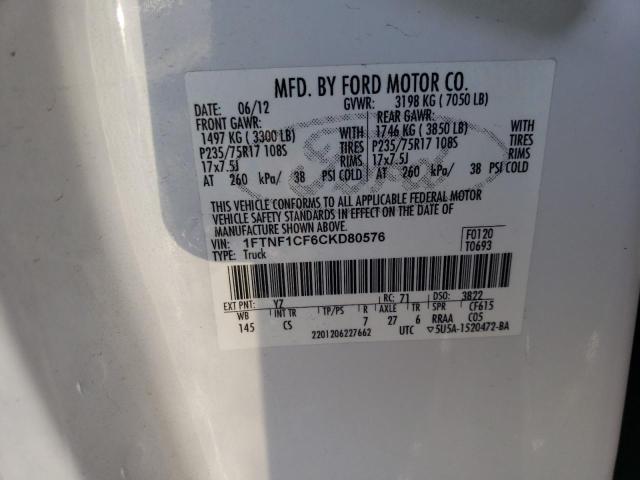 MFD. BY FORD MOTOR CO.
DATE: 06/12 GVWR: 3198 KG ( 7050 LB)
FRONT GAWR: REAR GAWR:
1497 KG ( 3300 LB) WITH 1746 KG ( 3850 LB) WITH
P235/75R17 108S TIRES P235/75R17 108S TIRES
17x7.5J RIMS 17x7.5J RIMS
AT 260 kPa/ 38 PSI COLD AT 260 kPa/ 38 PSI COLD
THIS VEHICLE CONFORMS TO ALL APPLICABLE FEDERAL MOTOR
VEHICLE SAFETY STANDARDS IN EFFECT ON THE DATE OF
MANUFACTURE SHOWN ABOVE.
VIN: 1FTNF1CF6CKD80576 F0120
TYPE: Truck T0693
EXT PNT: YZ RC: 71 DSO: 3822
WB INT TR TP/PS R AXLE TR SPR CF615
145 CS 7 27 6 RRAA C05
2201206227662 UTC ▽5U5A-1520472-BA
Ford